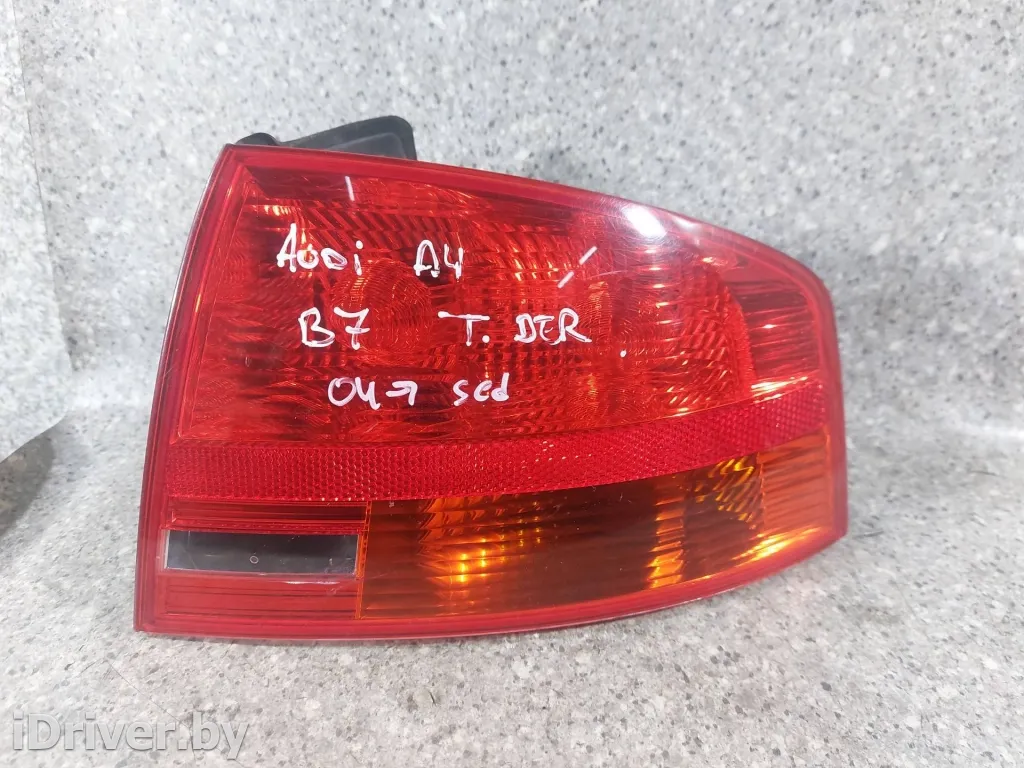 AUDi A4
B7 T. DER
04→ sed
iDriver.by